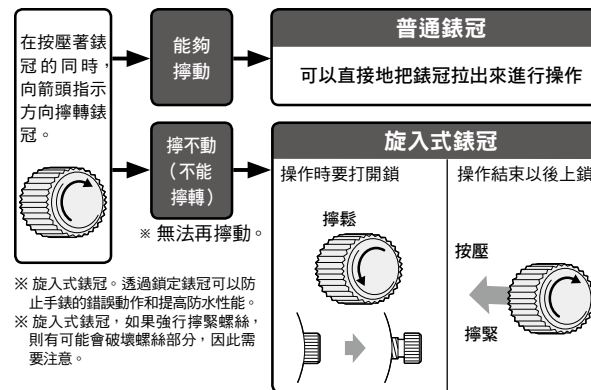 在按壓著錶
冠的同時，
向箭頭指示
方向擰轉錶
冠。
能夠
擰動
普通錶冠
可以直接地把錶冠拉出來進行操作
擰不動
（不能
擰轉）
※ 無法再擰動。
旋入式錶冠
操作時要打開鎖
擰鬆
操作結束以後上鎖
按壓
擰緊
※ 旋入式錶冠。透過鎖定錶冠可以防
止手錶的錯誤動作和提高防水性能。
※ 旋入式錶冠，如果強行擰緊螺絲，
則有可能會破壞螺絲部分，因此需
要注意。